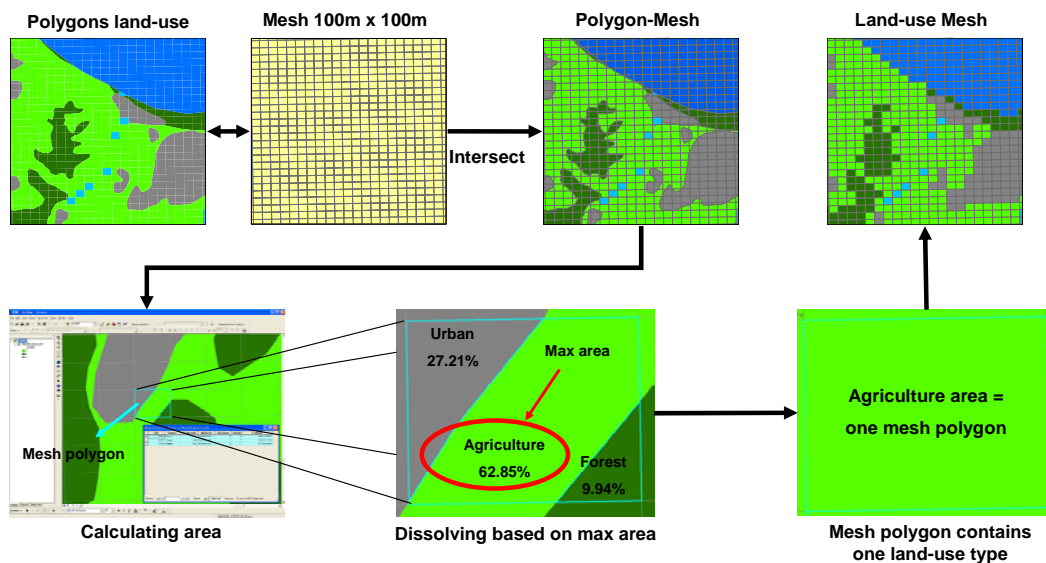 Polygons land-use
Mesh 100m x 100m
Polygon-Mesh
Land-use Mesh
Intersect
Mesh polygon
Calculating area
Urban
27.21%
Max area
Agriculture
62.85%
Forest
9.94%
Dissolving based on max area
Agriculture area =
one mesh polygon
Mesh polygon contains
one land-use type